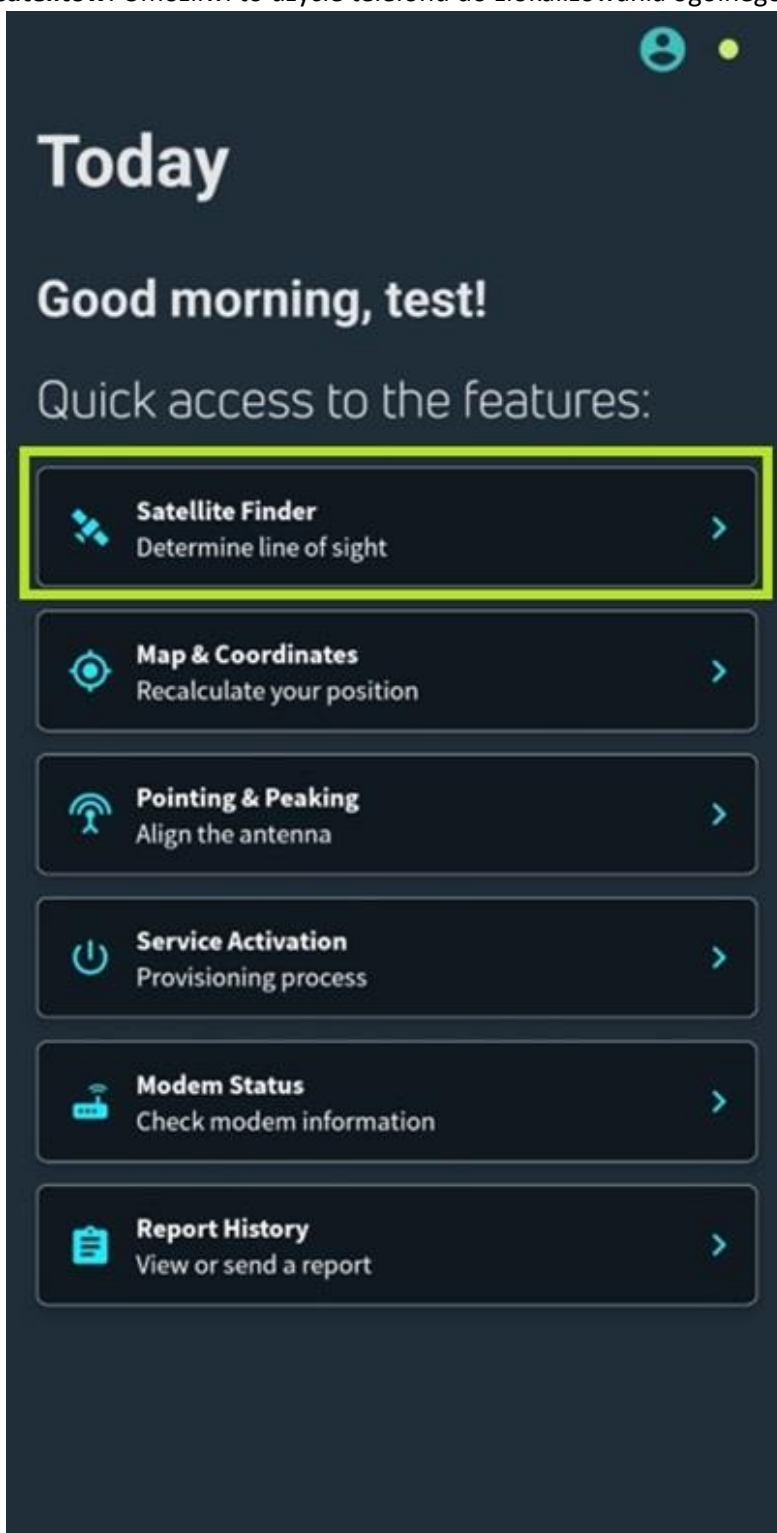 Today
Good morning, test!
Quick access to the features:
Satellite Finder
Determine line of sight
Map & Coordinates
Recalculate your position
Pointing & Peaking
Align the antenna
Service Activation
Provisioning process
Modem Status
Check modem information
Report History
View or send a report